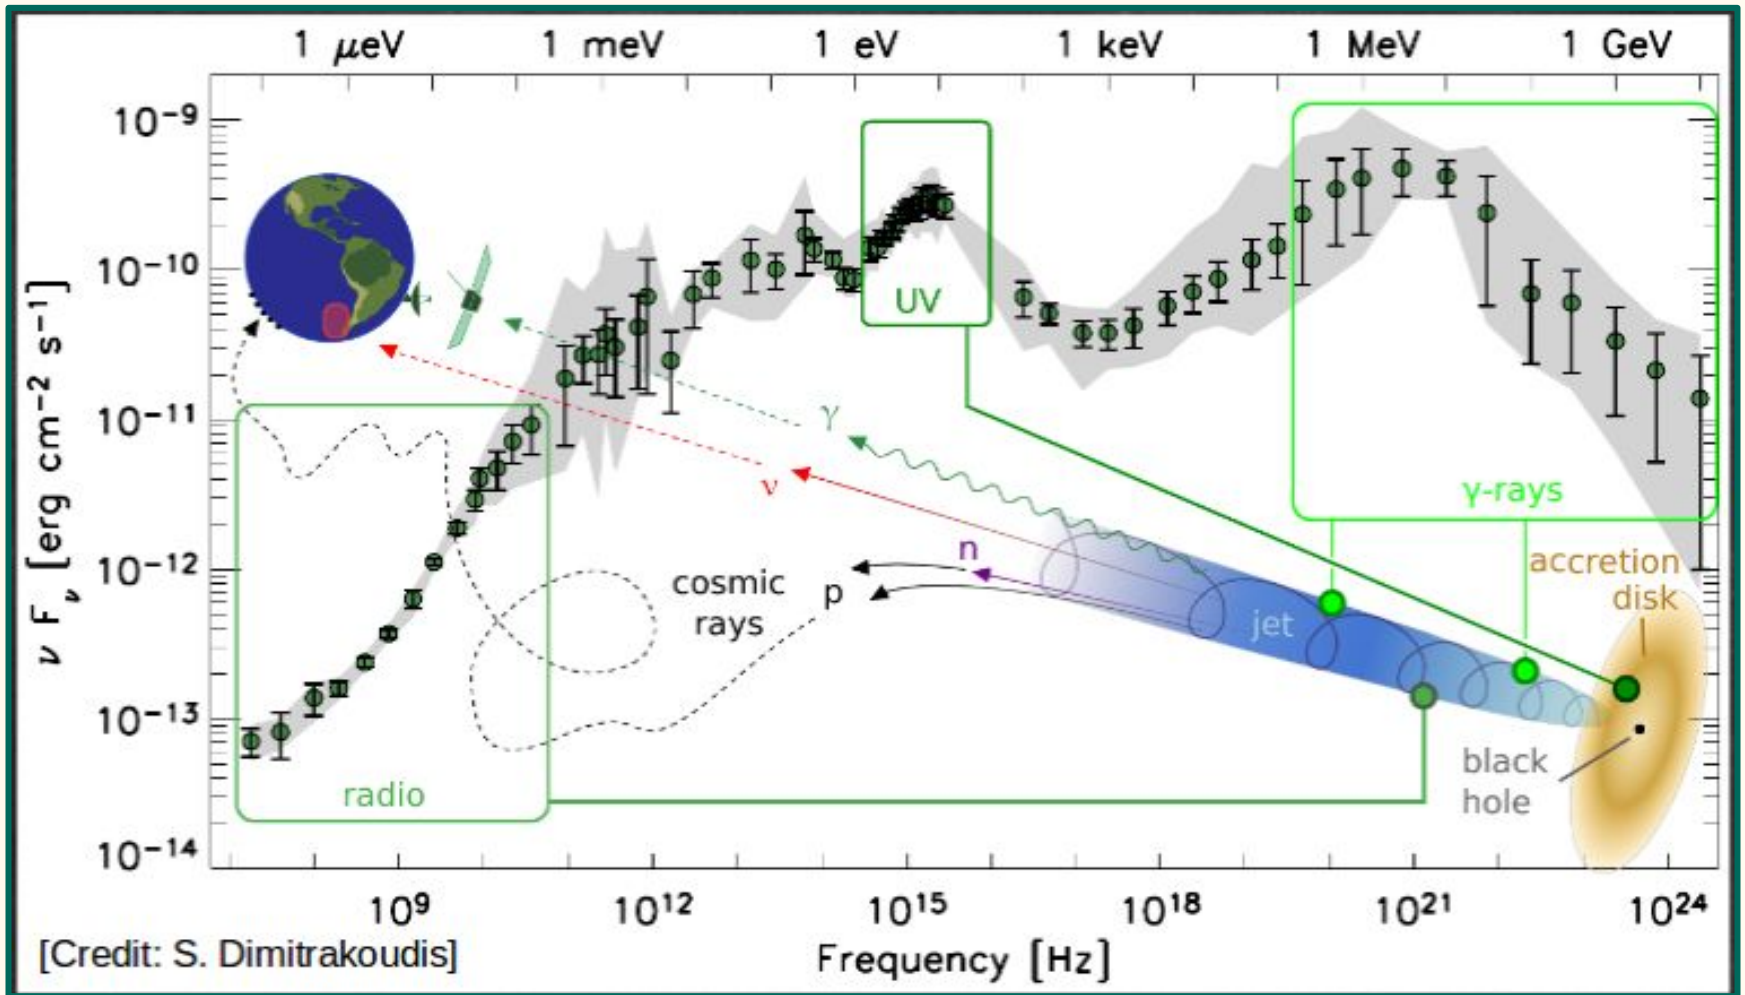 1 μeV 1 meV 1 eV 1 keV 1 MeV 1 GeV
ν Fν [erg cm⁻² s⁻¹]
10⁻⁹
10⁻¹⁰
10⁻¹¹
10⁻¹²
10⁻¹³
10⁻¹⁴
UV
γ
ν
γ-rays
n
p
cosmic
rays
jet
accretion
disk
black
hole
radio
10⁹ 10¹² 10¹⁵ 10¹⁸ 10²¹ 10²⁴
Frequency [Hz]
[Credit: S. Dimitrakoudis]